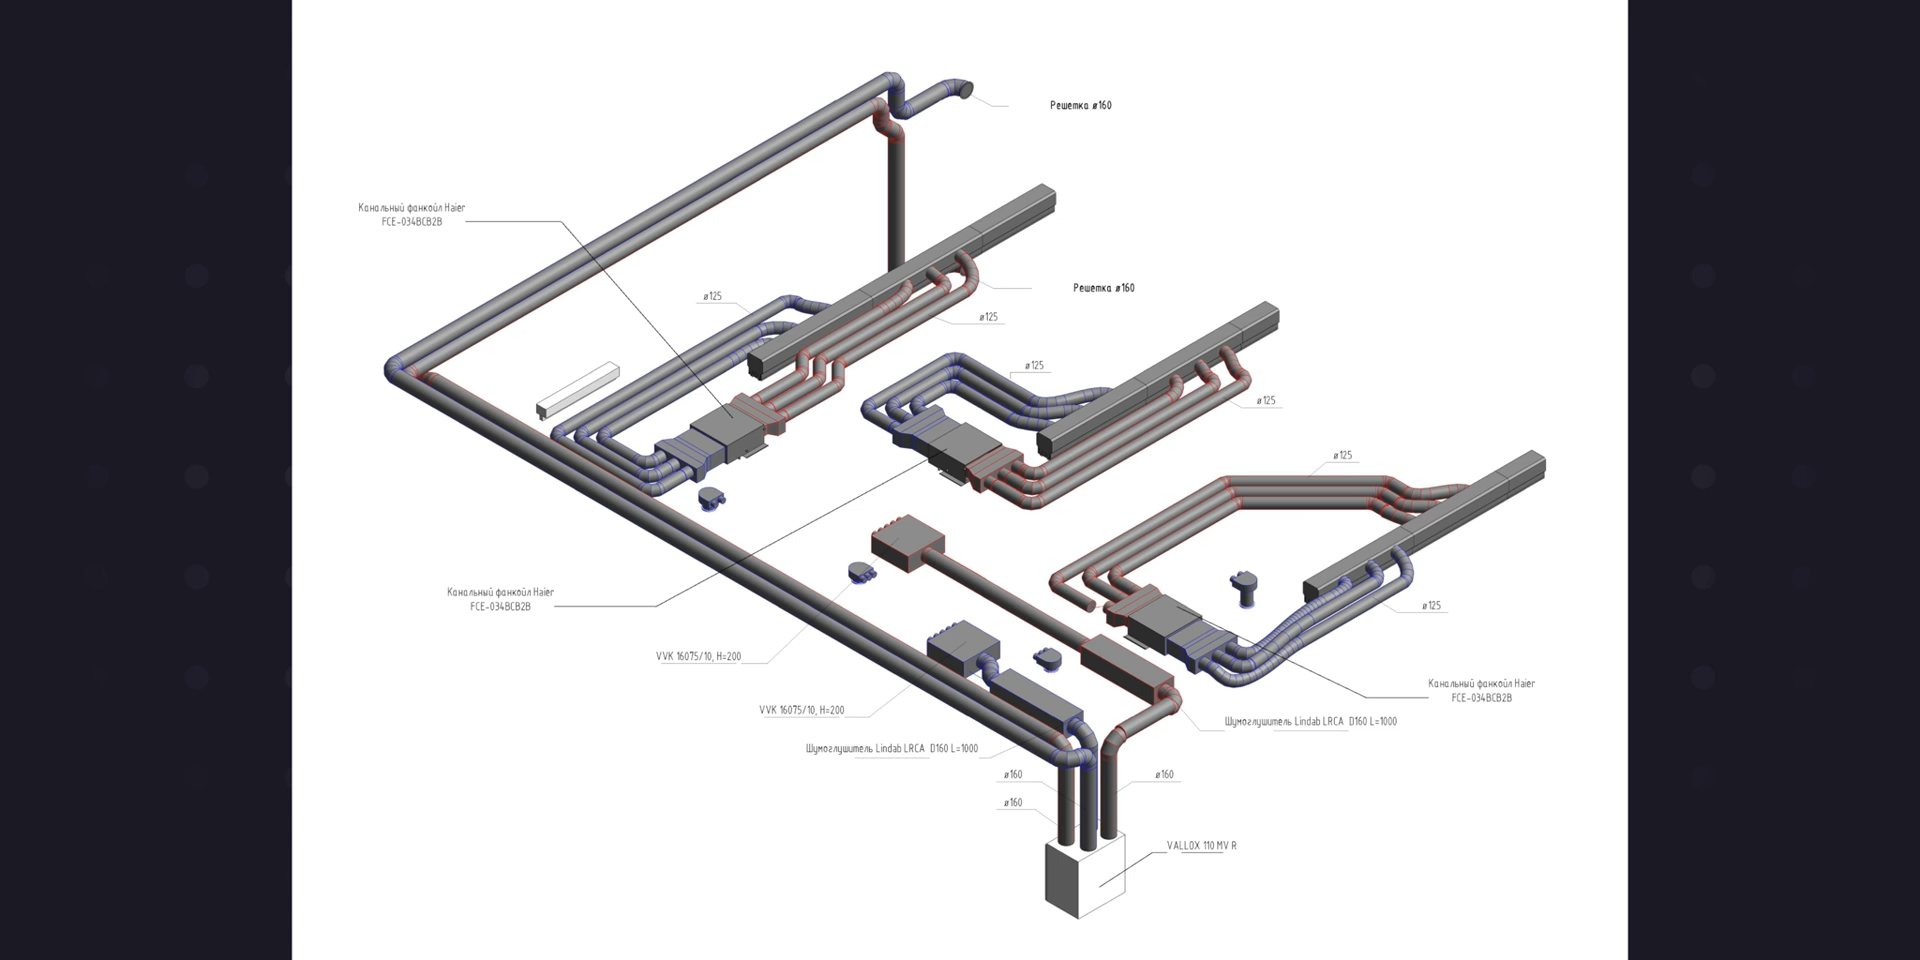 Решетка ø160
Канальный фанкойл Haier
FCE-034BCB2B
Решетка ø160
ø125
ø125
ø125
ø125
ø125
Канальный фанкойл Haier
FCE-034BCB2B
ø125
VVK 16075/10, H=200
Канальный фанкойл Haier
FCE-034BCB2B
VVK 16075/10, H=200
Шумоглушитель Lindab LRCA D160 L=1000
Шумоглушитель Lindab LRCA D160 L=1000
ø160
ø160
ø160
VALLOX 110 MV R